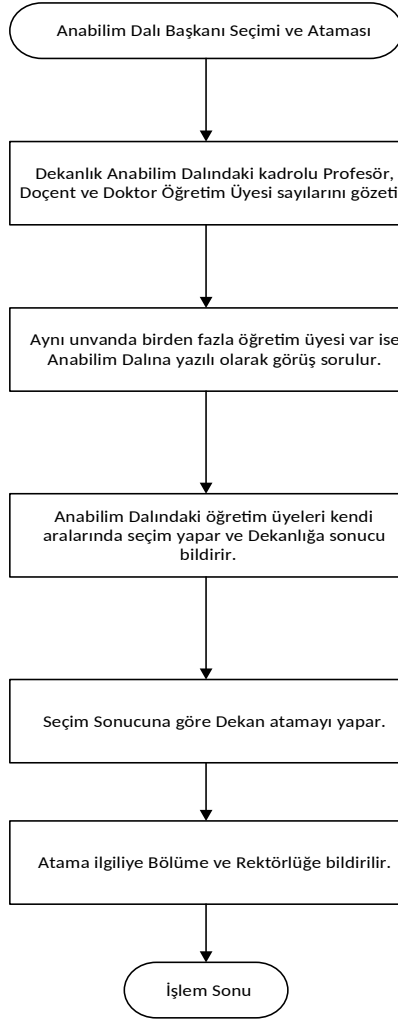 Anabilim Dalı Başkanı Seçimi ve Ataması
Dekanlık Anabilim Dalındaki kadrolu Profesör,
Doçent ve Doktor Öğretim Üyesi sayılarını
Aynı unvanda birden fazla öğretim üyesi var ise
Anabilim Dalına yazılı olarak görüş sorulur.
Anabilim Dalındaki öğretim üyeleri kendi
aralarında seçim yapar ve Dekanlığa sonucu
bildirir.
Seçim Sonucuna göre Dekan atamayı yapar.
Atama ilgiliye Bölüme ve Rektörlüğe bildirilir.
İşlem Sonu